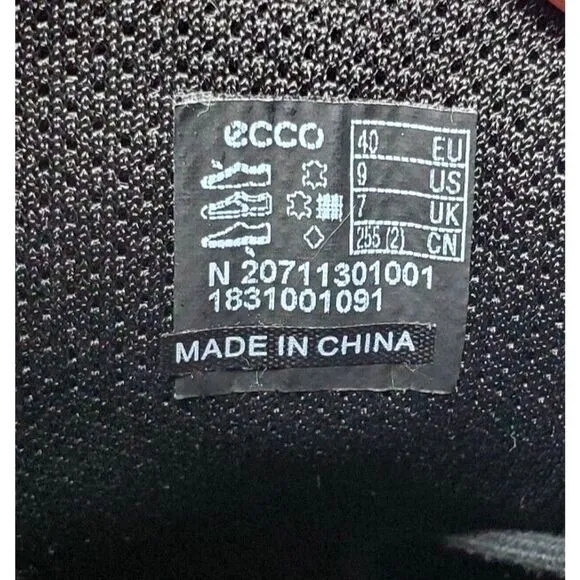 ecco
40 EU
9 US
7 UK
255 (2) CN
N 20711301001
1831001091
MADE IN CHINA